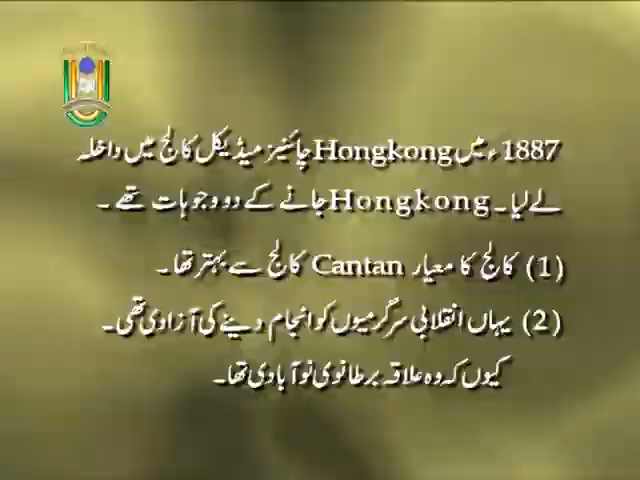 1887ء میں Hongkong چائنیز میڈیکل کالج میں داخلہ
لے لیا۔ Hongkong جانے کے دو وجوہات تھے۔
(1) کالج کا معیار Cantan کالج سے بہتر تھا۔
(2) یہاں انقلابی سرگرمیوں کو انجام دینے کی آزادی تھی۔
کیوں کہ وہ علاقہ برطانوی نوآبادی تھا۔